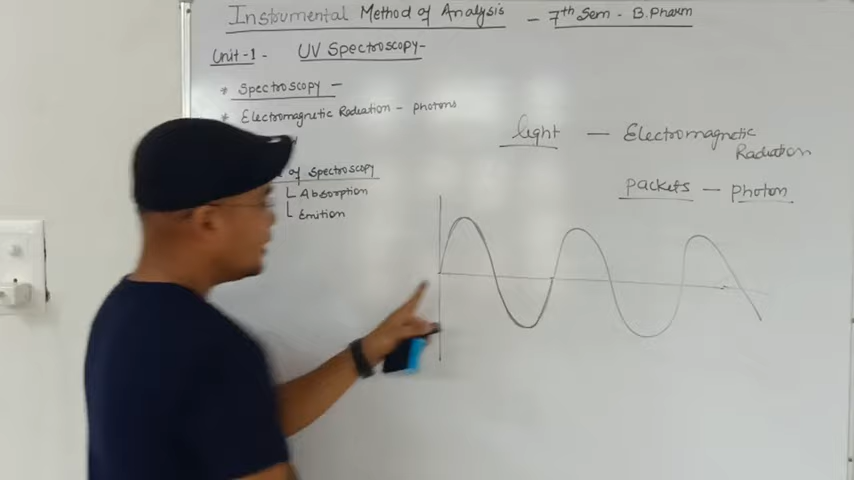 Instrumental Method of Analysis - 7th Sem - B.Pharm
Unit-1 - UV Spectroscopy-
* Spectroscopy -
* Electromagnetic Radiation - photons
of Spectroscopy
Absorption
Emition
light — Electromagnetic
Radiation
Packets — Photon